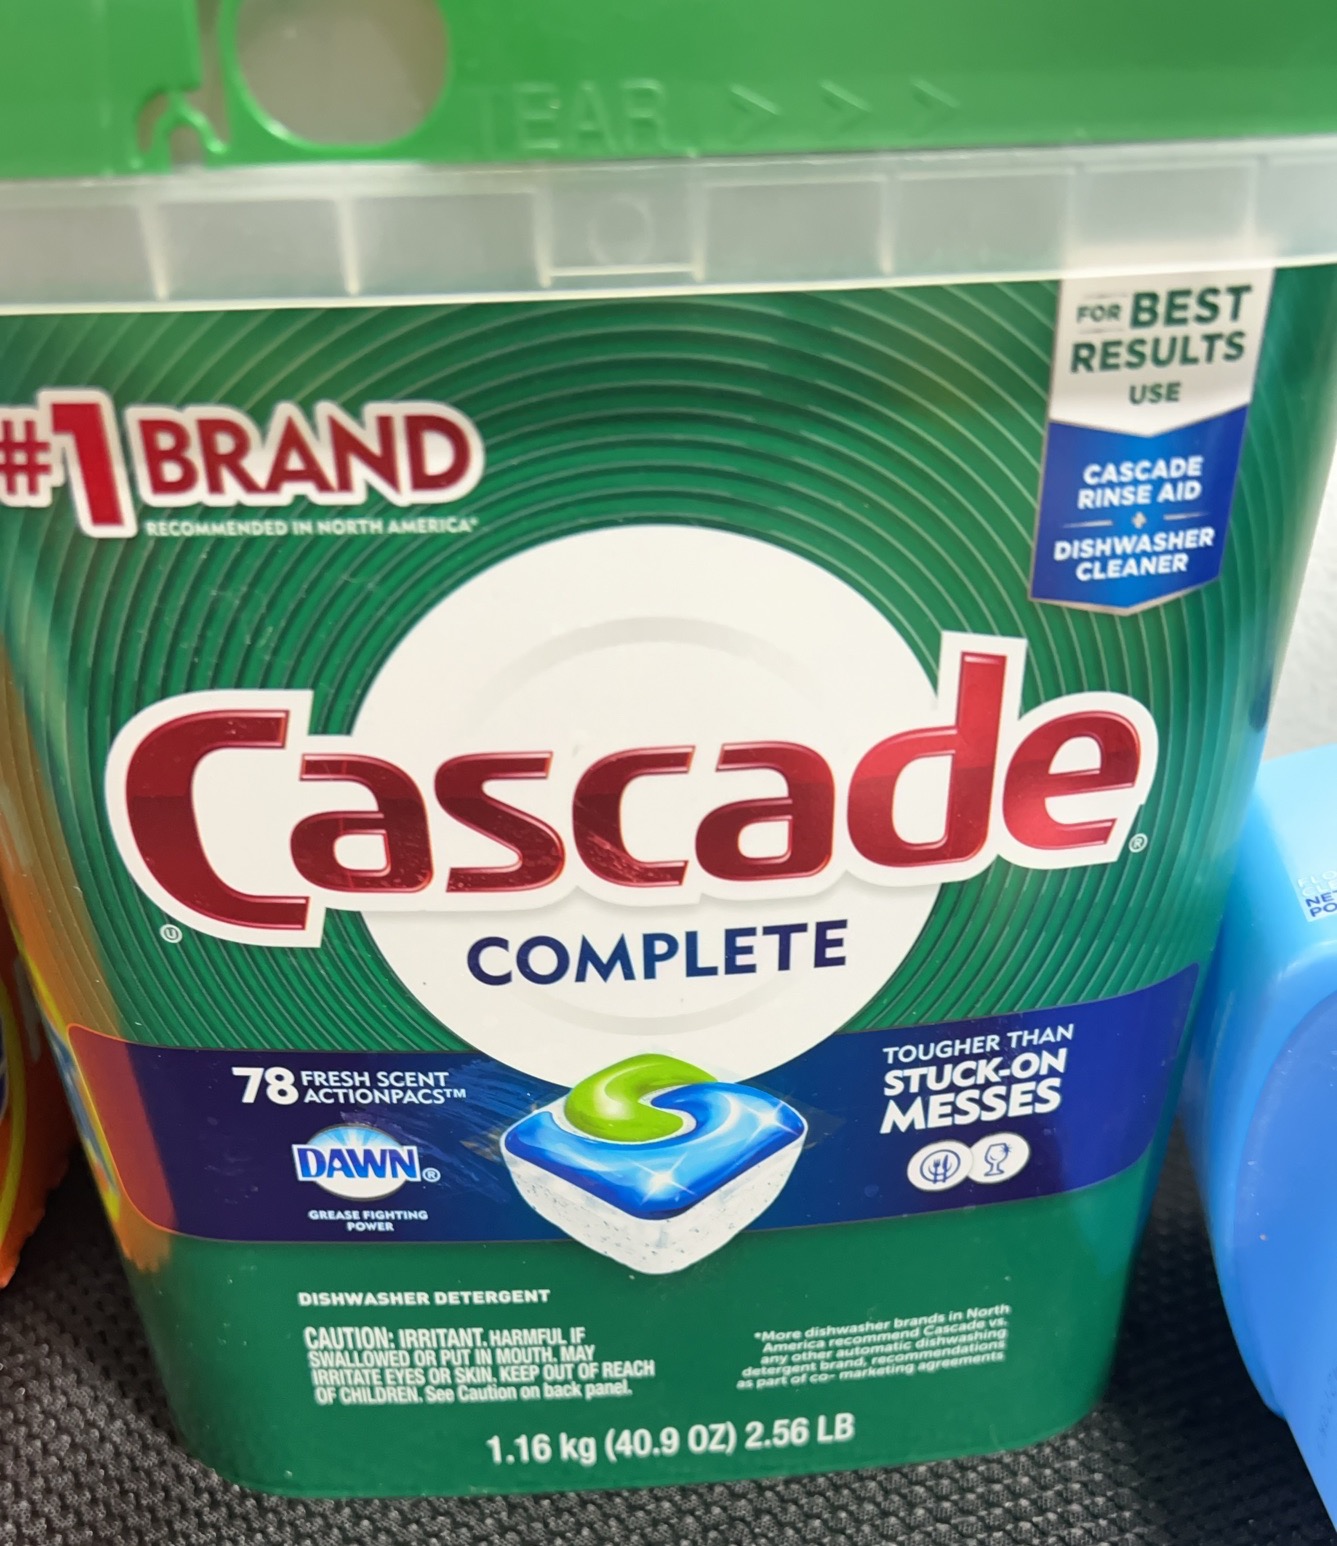 TEAR > > >
FOR BEST
RESULTS
USE
CASCADE
RINSE AID
+
DISHWASHER
CLEANER
#1 BRAND
RECOMMENDED IN NORTH AMERICA*
Cascade®
COMPLETE
78 FRESH SCENT
ACTIONPACS™
DAWN®
GREASE FIGHTING
POWER
TOUGHER THAN
STUCK-ON
MESSES
DISHWASHER DETERGENT
CAUTION: IRRITANT. HARMFUL IF
SWALLOWED OR PUT IN MOUTH. MAY
IRRITATE EYES OR SKIN. KEEP OUT OF REACH
OF CHILDREN. See Caution on back panel.
*More dishwasher brands in North
America recommend Cascade vs.
any other automatic dishwashing
detergent brand, recommendations
as part of co- marketing agreements
1.16 kg (40.9 OZ) 2.56 LB